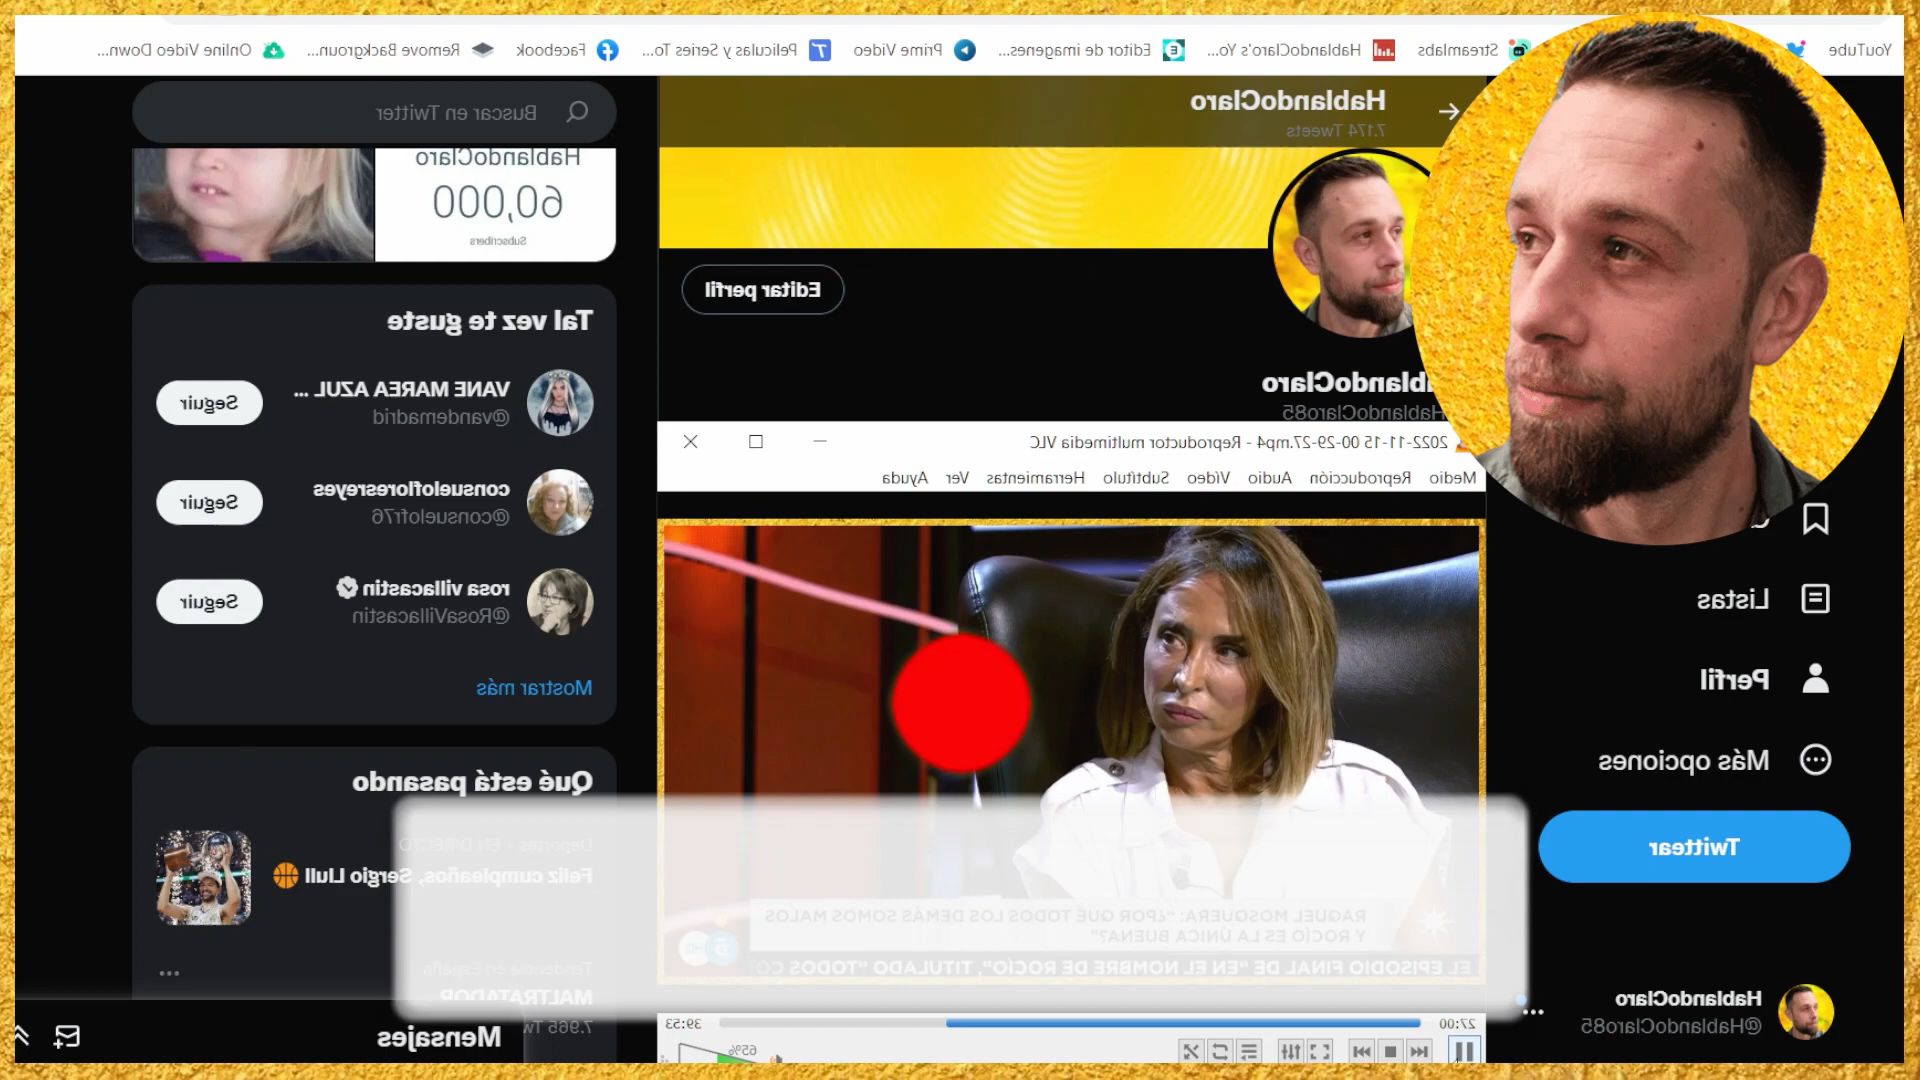 YouTube
Streamlabs
HablandoClaro's Yo...
Editor de imagenes...
Prime Video
Peliculas y Series To...
Facebook
Remove Backgroun...
Online Video Down...
HablandoClaro
7.174 Tweets
Editar perfil
HablandoClaro85
2022-11-15 00-29-27.mp4 - Reproductor multimedia VLC
Medio Reproducción Audio Vídeo Subtítulo Herramientas Ver Ayuda
RAQUEL MOSQUERA: "¿POR QUÉ TODOS LOS DEMÁS SOMOS MALOS
Y ROCÍO ES LA ÚNICA BUENA?"
EL EPISODIO FINAL DE "EN EL NOMBRE DE ROCÍO", TITULADO "TODOS
27:00
39:53
65%
Listas
Perfil
Más opciones
Twittear
HablandoClaro
@HablandoClaro85
Buscar en Twitter
HablandoClaro
60,000
Subscribers
Tal vez te guste
VANE MAREA AZUL ...
@vandemadrid
Seguir
consuelofloresreyes
@consuelofr76
Seguir
rosa villacastin
@RosaVillacastin
Seguir
Mostrar más
Qué está pasando
Deportes - EN DIRECTO
Feliz cumpleaños, Sergio Llull
Tendencia en España
MALTRATADOR
7.965 Tw
Mensajes